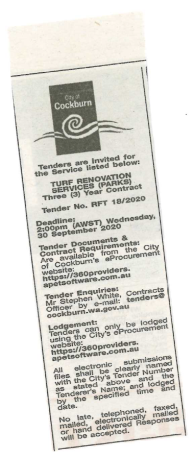 City of
Cockburn
Tenders are invited for
the Service listed below:
TURF RENOVATION
SERVICES (PARKS)
Three (3) Year Contract
Tender No. RFT 18/2020
Deadline:
2:00pm (AWST) Wednesday,
30 September 2020
Tender Documents &
Contract Requirements:
Are available from the City
of Cockburn's eProcurement
website:
https://360providers.
apetsoftware.com.au
Tender Enquiries:
Mr Stephen White, Contracts
Officer by e-mail: tenders@
cockburn.wa.gov.au
Lodgement:
Tenders can only be lodged
using the City's eProcurement
website:
https://360providers.
apetsoftware.com.au
All electronic submissions
files shall be clearly named
with the City's Tender Number
as stated above and the
Tenderer's Name; and lodged
by the specified time and
date.
No late, telephoned, faxed,
mailed, electronically mailed
or hand delivered Responses
will be accepted.